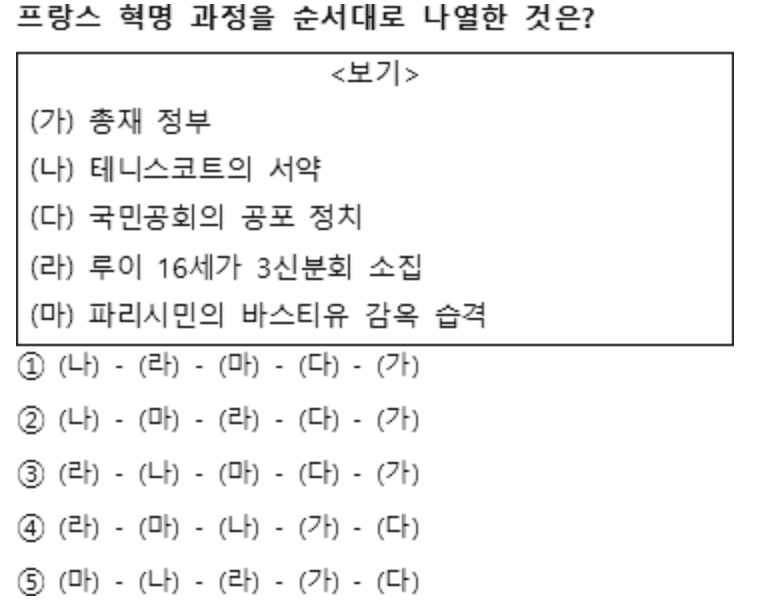 프랑스 혁명 과정을 순서대로 나열한 것은?
<보기>
(가) 총재 정부
(나) 테니스코트의 서약
(다) 국민공회의 공포 정치
(라) 루이 16세가 3신분회 소집
(마) 파리시민의 바스티유 감옥 습격
① (나) - (라) - (마) - (다) - (가)
② (나) - (마) - (라) - (다) - (가)
③ (라) - (나) - (마) - (다) - (가)
④ (라) - (마) - (나) - (가) - (다)
⑤ (마) - (나) - (라) - (가) - (다)